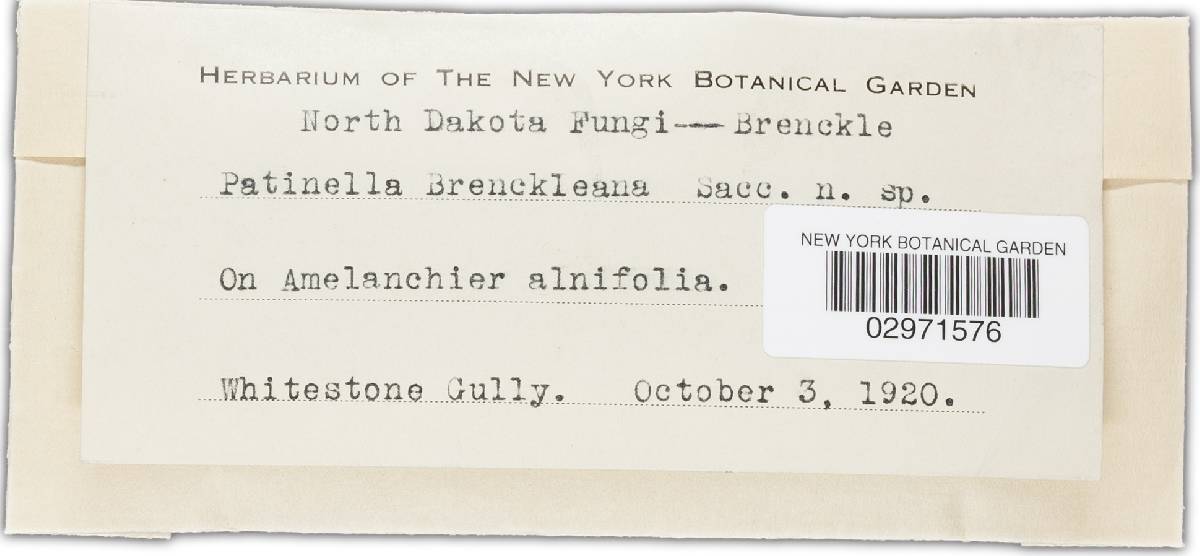 HERBARIUM OF THE NEW YORK BOTANICAL GARDEN
North Dakota Fungi—Brenckle
Patinella Brenckleana Sacc. n. sp.
NEW YORK BOTANICAL GARDEN
02971576
On Amelanchier alnifolia.
Whitestone Gully. October 3, 1920.